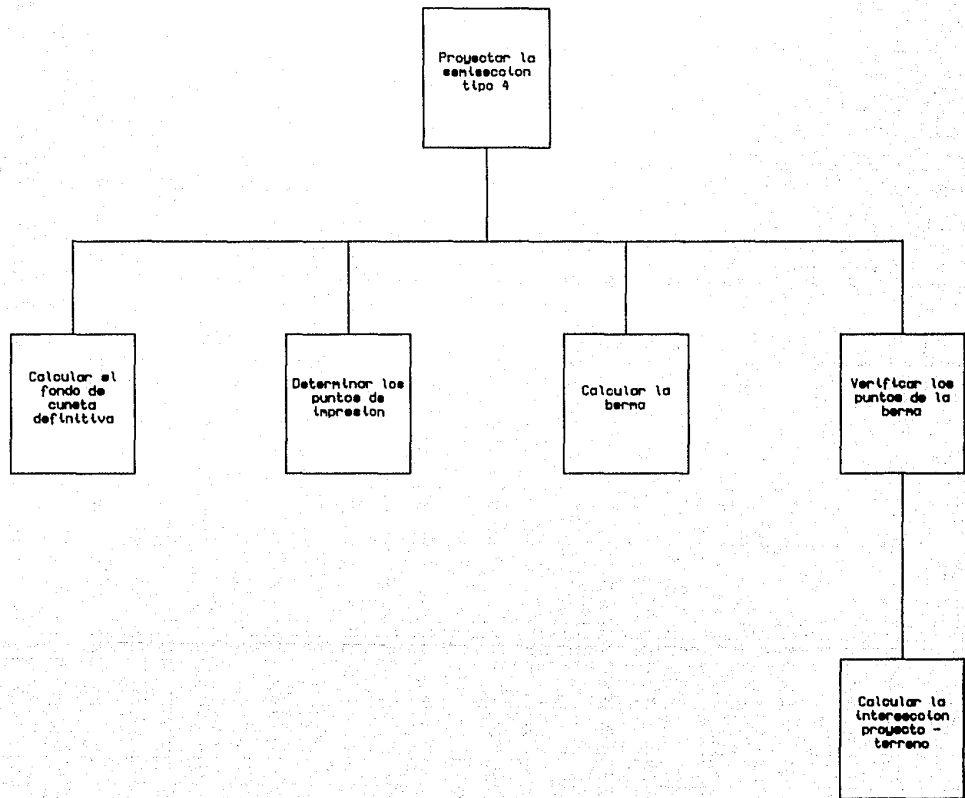 Proyectar la
semiseccion
tipo 4
Calcular el
fondo de
cuneta
definitiva
Determinar los
puntos de
impresion
Calcular la
berma
Verificar los
puntos de la
berma
Calcular la
interseccion
proyecto -
terreno